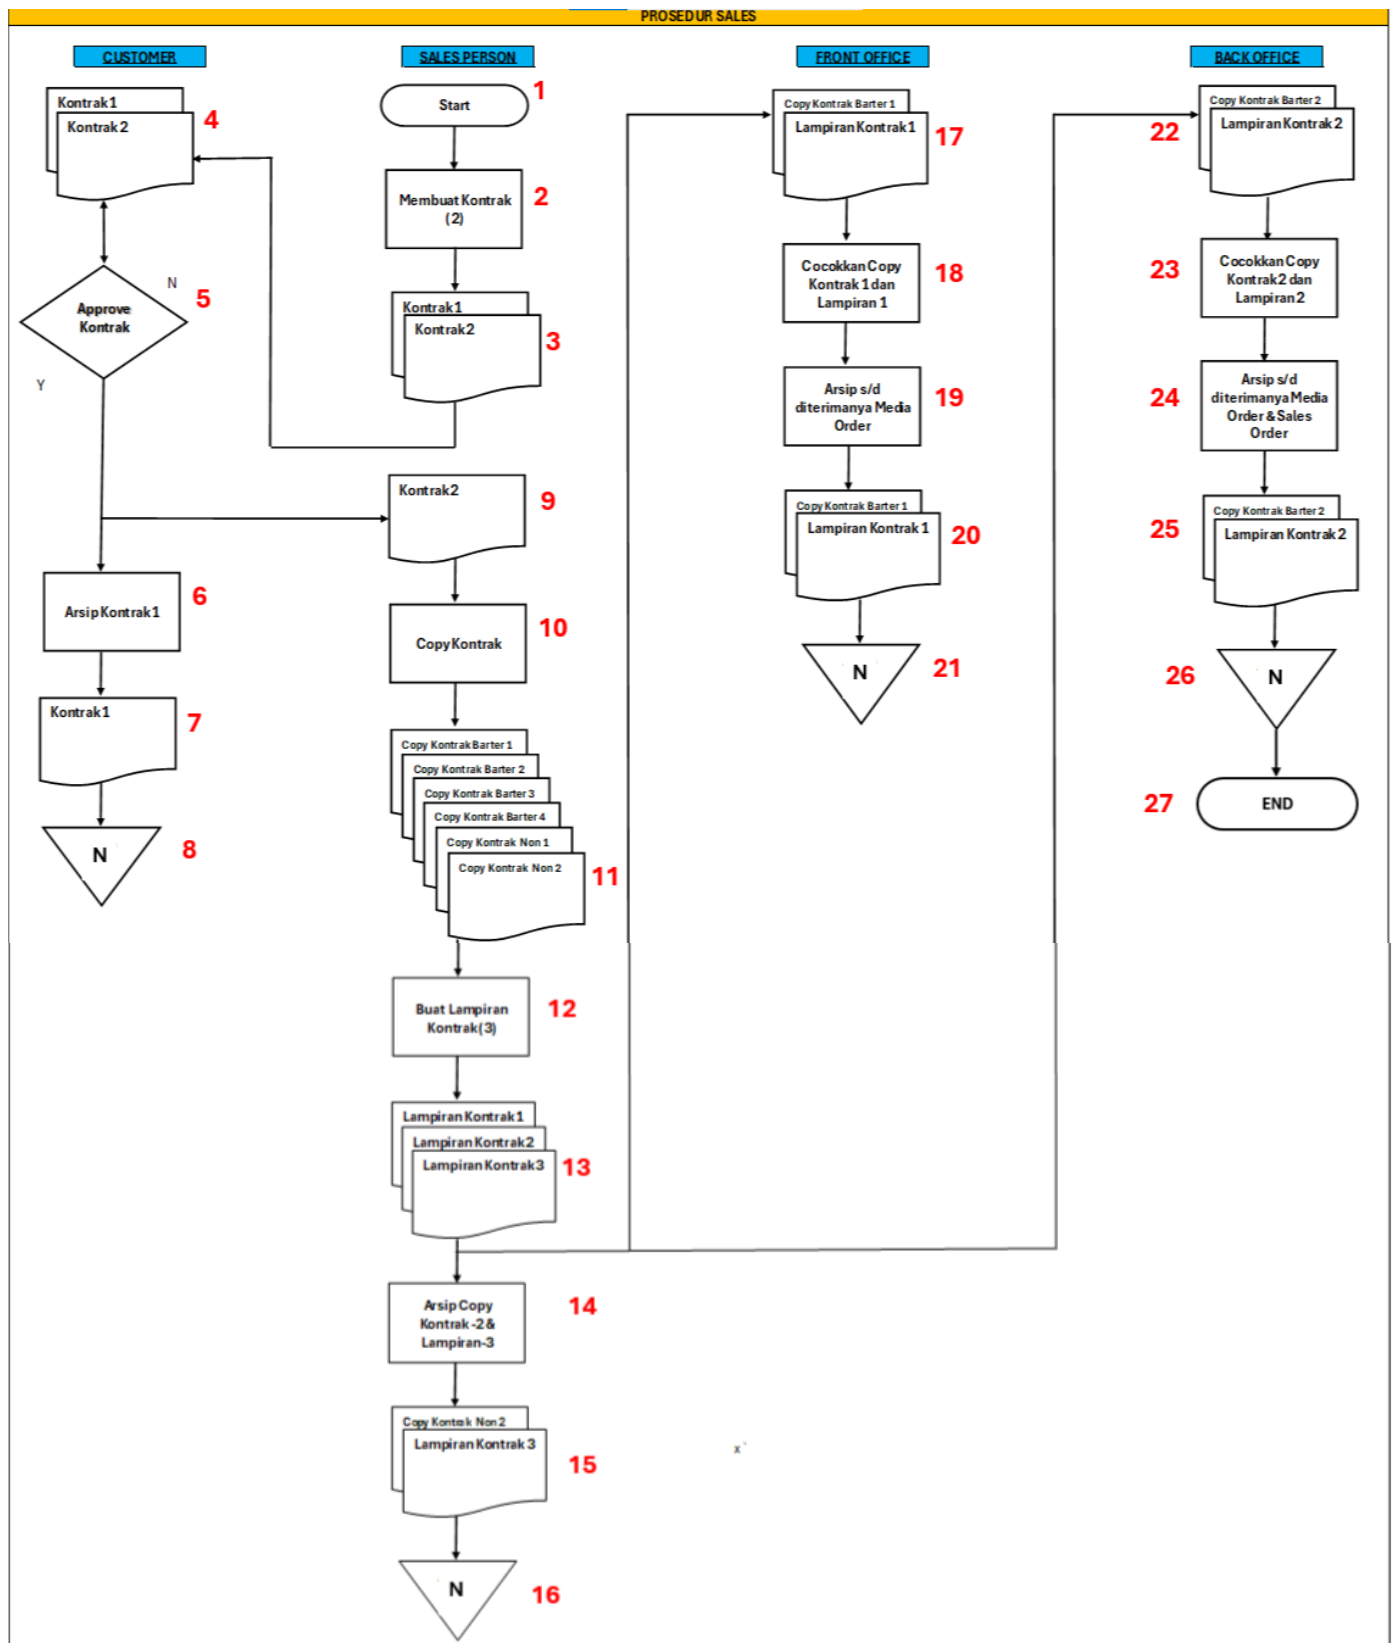 PROSEDUR SALES
CUSTOMER
Kontrak 1
Kontrak 2
4
N
Approve
Kontrak
5
Y
Arsip Kontrak 1
6
Kontrak 1
7
N
8
SALES PERSON
Start
1
Membuat Kontrak
(2)
2
Kontrak 1
Kontrak 2
3
Kontrak 2
9
Copy Kontrak
10
Copy Kontrak Barter 1
Copy Kontrak Barter 2
Copy Kontrak Barter 3
Copy Kontrak Barter 4
Copy Kontrak Non 1
Copy Kontrak Non 2
11
Buat Lampiran
Kontrak (3)
12
Lampiran Kontrak 1
Lampiran Kontrak 2
Lampiran Kontrak 3
13
Arsip Copy
Kontrak -2 &
Lampiran-3
14
Copy Kontrak Non 2
Lampiran Kontrak 3
15
N
16
FRONT OFFICE
Copy Kontrak Barter 1
Lampiran Kontrak 1
17
Cocokkan Copy
Kontrak 1 dan
Lampiran 1
18
Arsip s/d
diterimanya Media
Order
19
Copy Kontrak Barter 1
Lampiran Kontrak 1
20
N
21
x `
BACK OFFICE
Copy Kontrak Barter 2
Lampiran Kontrak 2
22
Cocokkan Copy
Kontrak 2 dan
Lampiran 2
23
Arsip s/d
diterimanya Media
Order & Sales
Order
24
Copy Kontrak Barter 2
Lampiran Kontrak 2
25
N
26
END
27